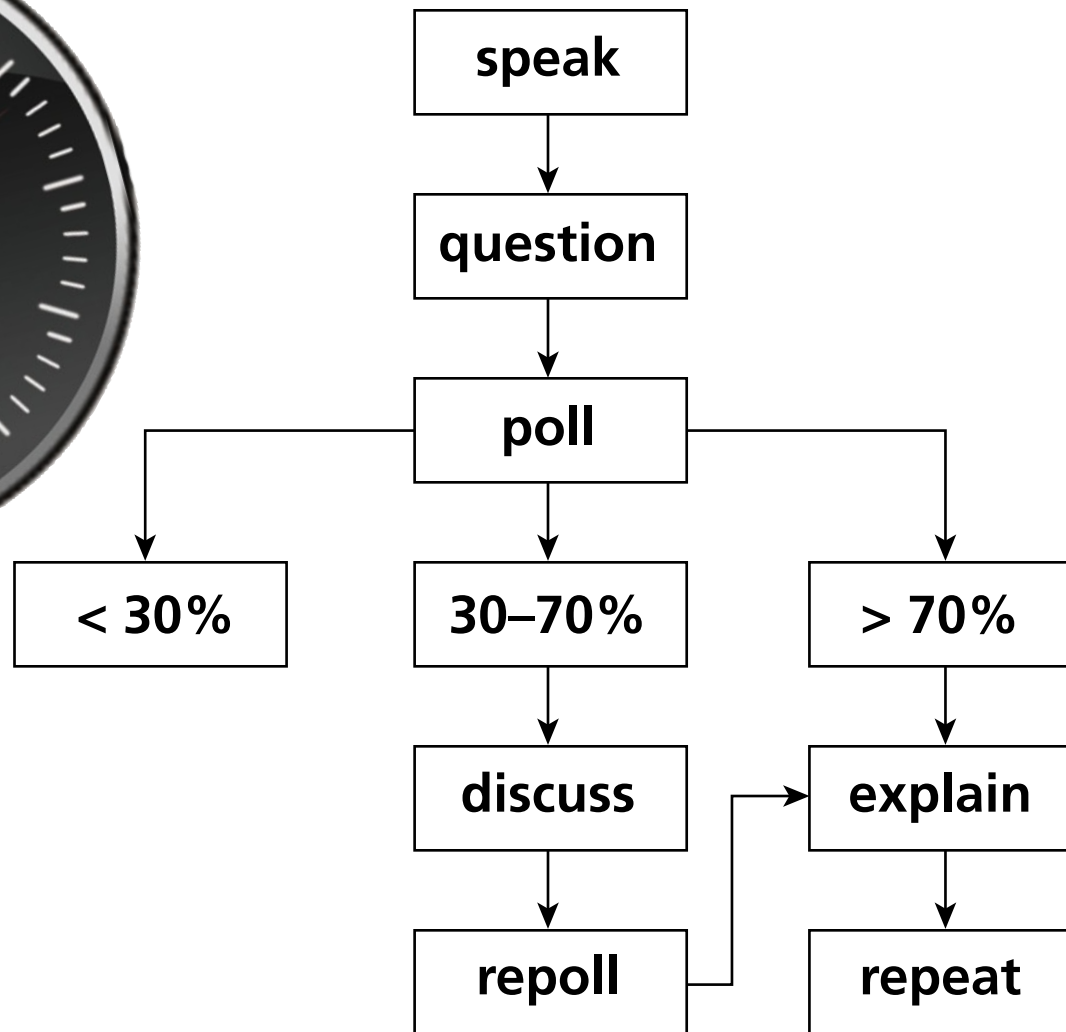 speak
question
poll
< 30%
30–70%
> 70%
discuss
explain
repoll
repeat